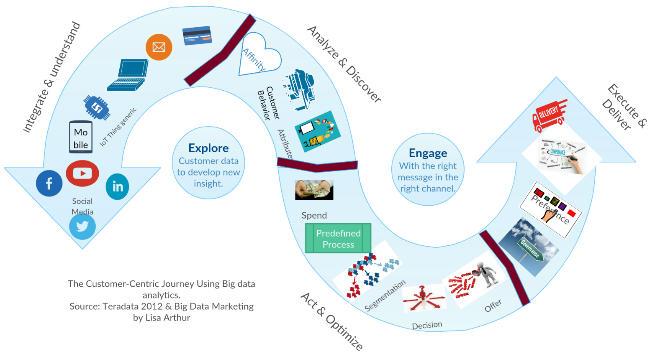 Integrate & understand
Mo
bile
IoT Thing generic
Social
Media
Explore
Customer data
to develop new
insight.
Analyze & Discover
Affinity
Customer
Behavior
Attribute
Spend
Predefined
Process
Act & Optimize
Segmentation
Decision
Offer
Engage
With the right
message in the
right channel.
Preference
Execute &
Deliver
DELIVERY
The Customer-Centric Journey Using Big data
analytics.
Source: Teradata 2012 & Big Data Marketing
by Lisa Arthur